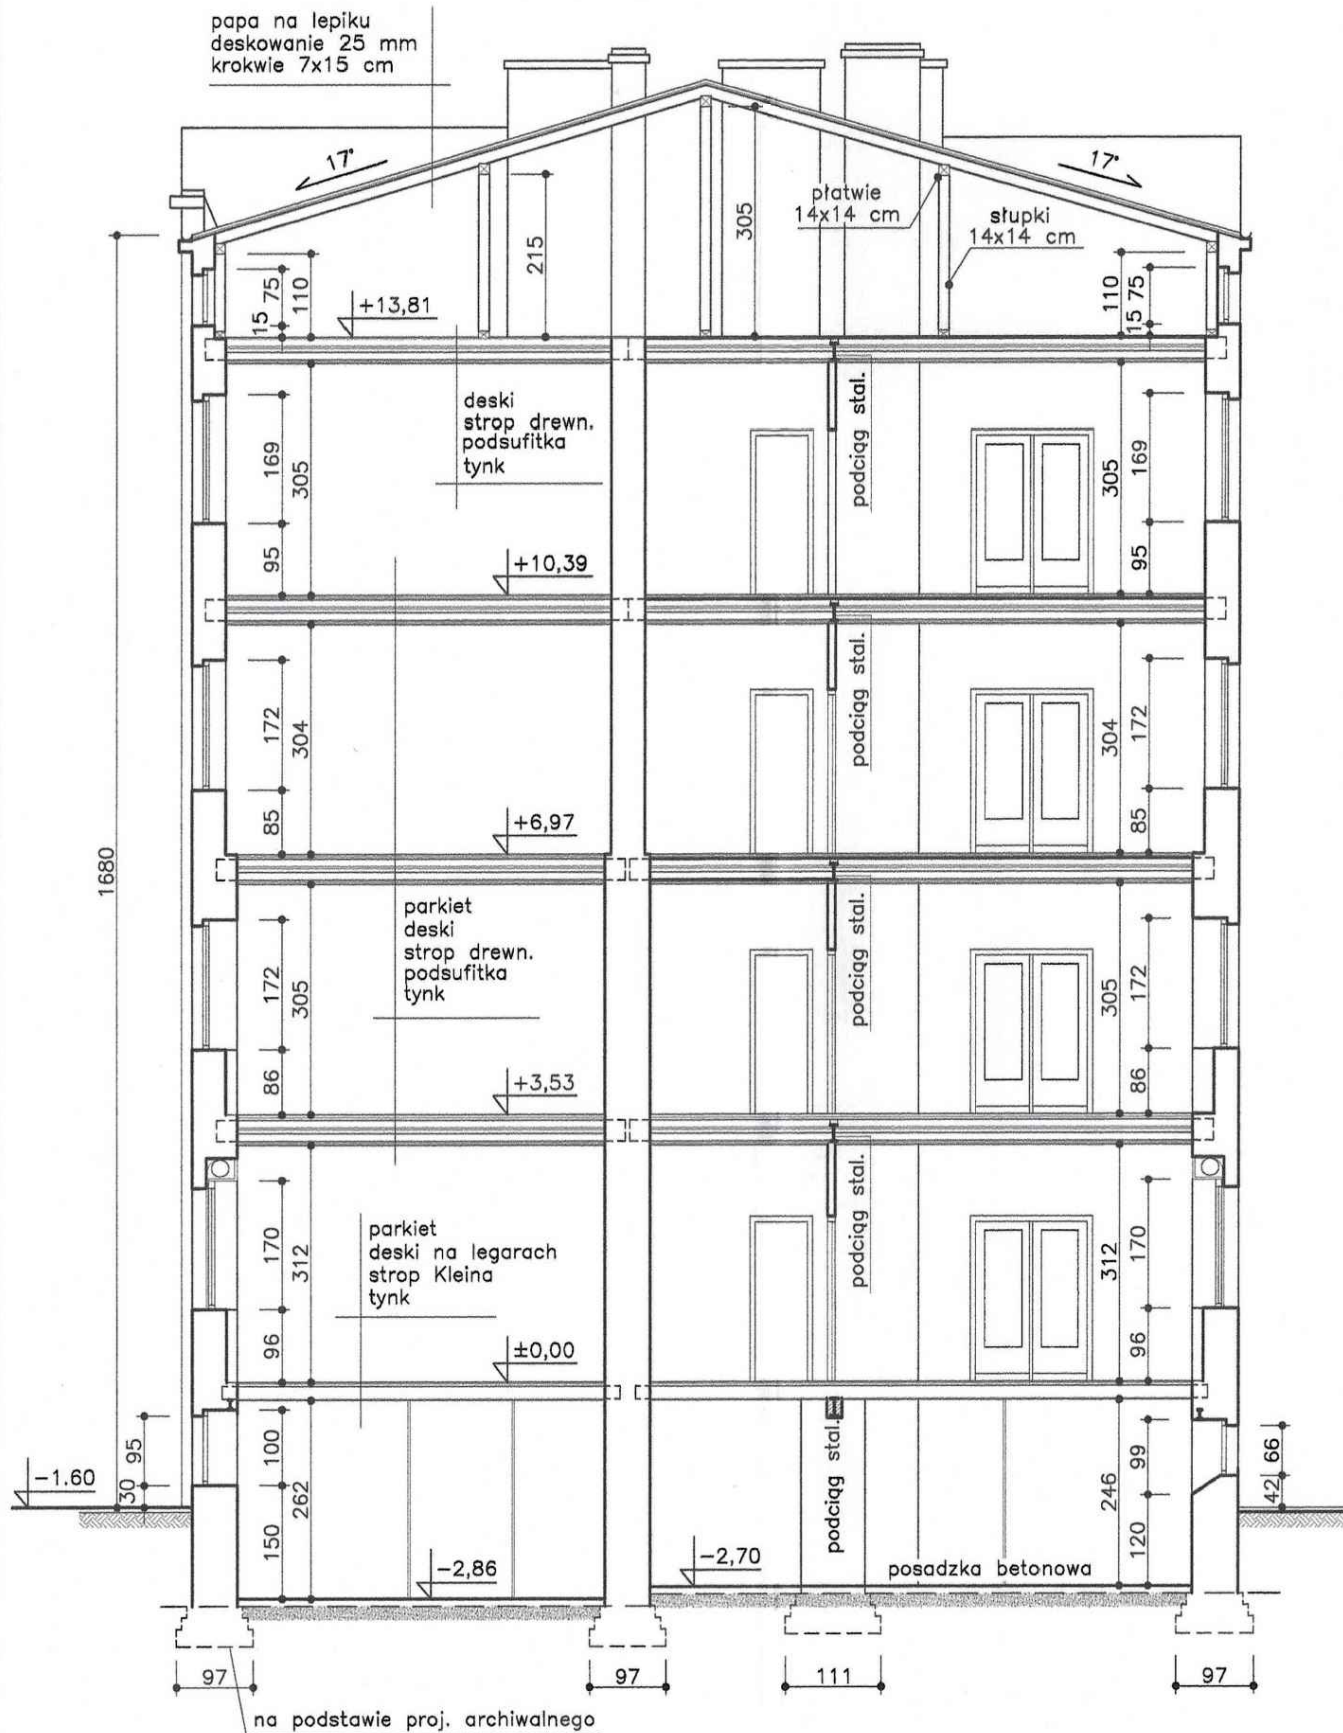 papa na lepiku
deskowanie 25 mm
krokwie 7x15 cm
17°
17°
płatwie
14x14 cm
słupki
14x14 cm
215
305
15 75
110
+13,81
110
15 75
deski
strop drewn.
podsufitka
tynk
podciąg stal.
169
305
95
305
169
95
+10,39
podciąg stal.
172
304
85
304
172
85
+6,97
1680
parkiet
deski
strop drewn.
podsufitka
tynk
podciąg stal.
172
305
86
305
172
86
+3,53
podciąg stal.
parkiet
deski na legarach
strop Kleina
tynk
170
312
96
312
170
96
±0,00
podciąg stal.
95
30
100
262
150
246
99
120
66
42
-1.60
-2,86
-2,70
posadzka betonowa
97
97
111
97
na podstawie proj. archiwalnego